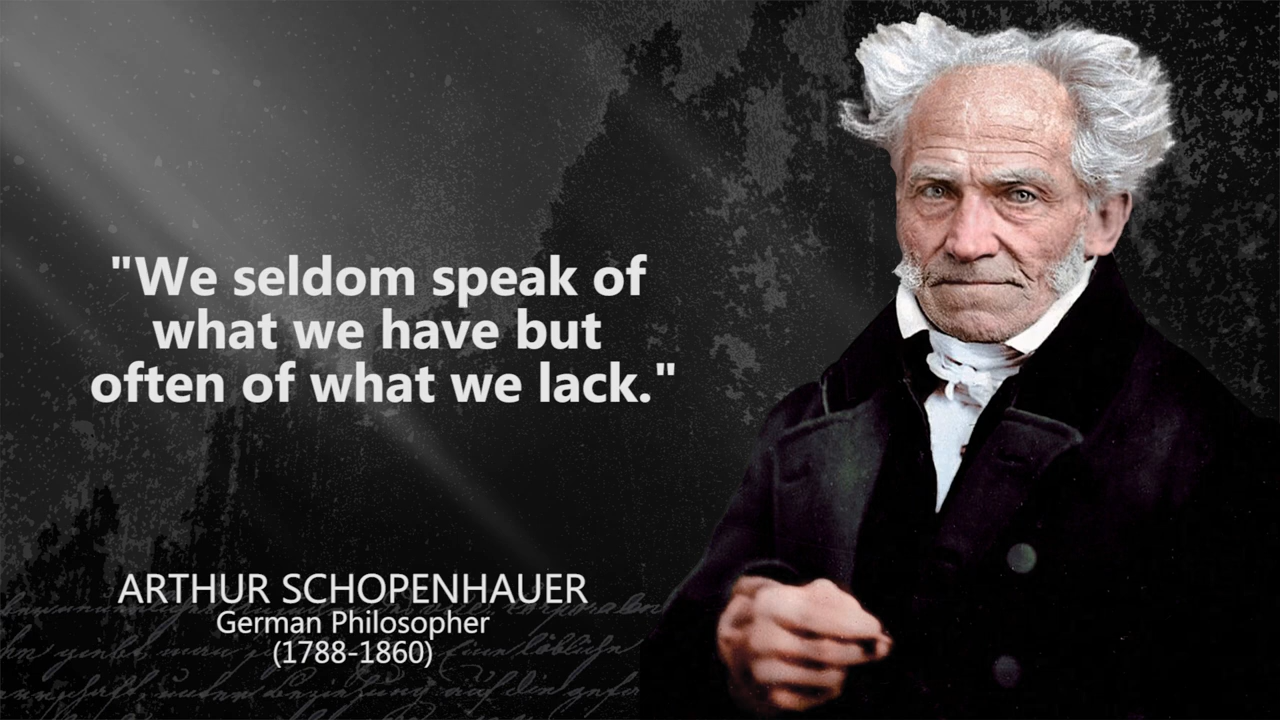 "We seldom speak of
what we have but
often of what we lack."
ARTHUR SCHOPENHAUER
German Philosopher
(1788-1860)